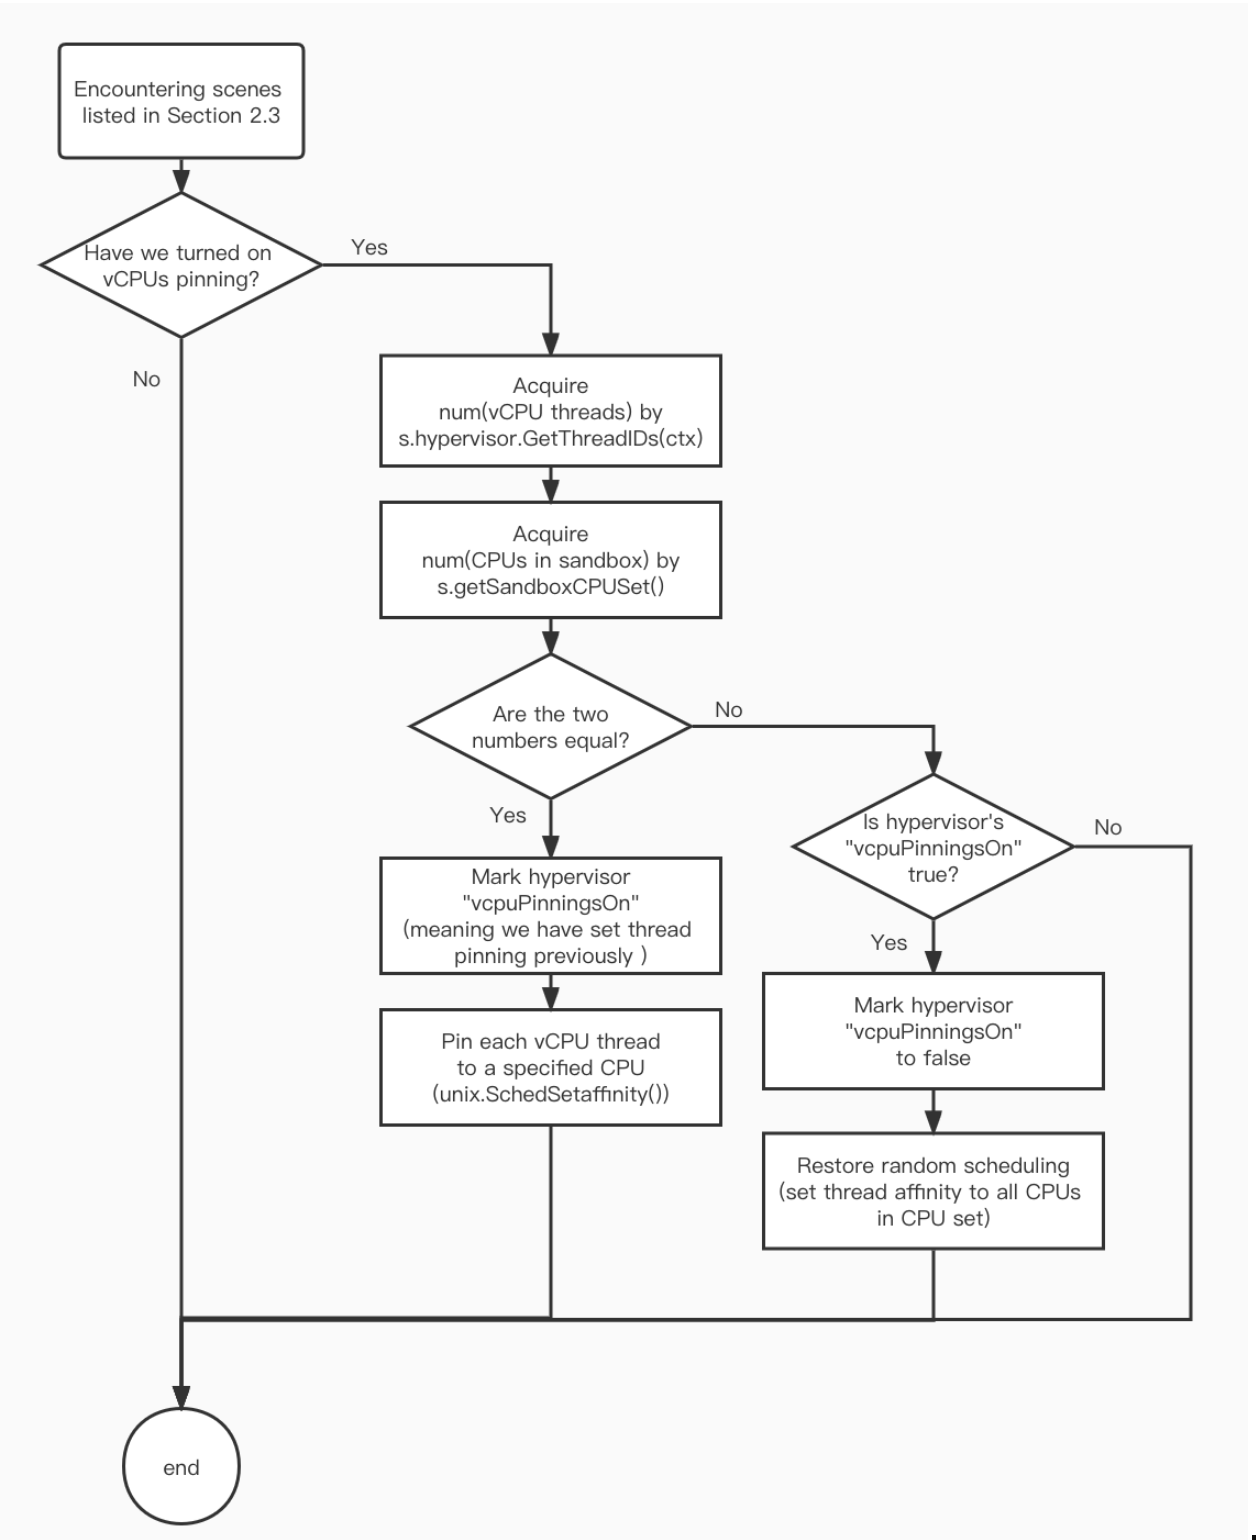 Encountering scenes
listed in Section 2.3
Have we turned on
vCPUs pinning?
Yes
No
Acquire
num(vCPU threads) by
s.hypervisor.GetThreadIDs(ctx)
Acquire
num(CPUs in sandbox) by
s.getSandboxCPUSet()
Are the two
numbers equal?
No
Yes
Is hypervisor's
"vcpuPinningsOn"
true?
No
Yes
Mark hypervisor
"vcpuPinningsOn"
(meaning we have set thread
pinning previously )
Pin each vCPU thread
to a specified CPU
(unix.SchedSetaffinity())
Mark hypervisor
"vcpuPinningsOn"
to false
Restore random scheduling
(set thread affinity to all CPUs
in CPU set)
end